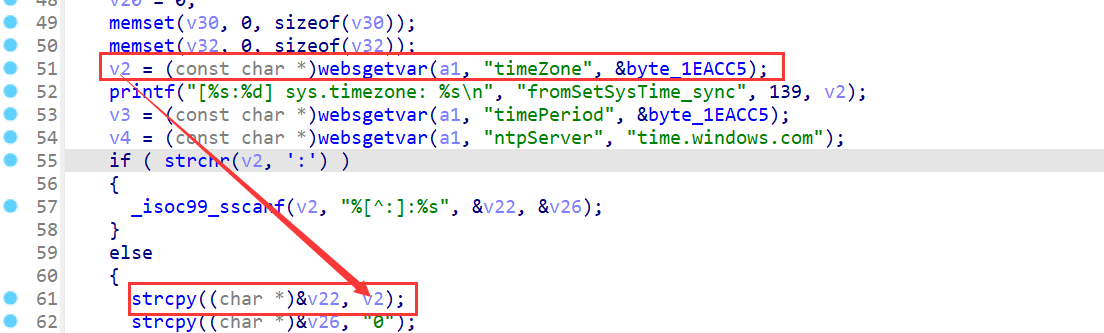 48 v20 = 0;
49 memset(v30, 0, sizeof(v30));
50 memset(v32, 0, sizeof(v32));
51 v2 = (const char *)websgetvar(a1, "timeZone", &byte_1EACC5);
52 printf("[%s:%d] sys.timezone: %s\n", "fromSetSysTime_sync", 139, v2);
53 v3 = (const char *)websgetvar(a1, "timePeriod", &byte_1EACC5);
54 v4 = (const char *)websgetvar(a1, "ntpServer", "time.windows.com");
55 if ( strchr(v2, ':') )
56 {
57 _isoc99_sscanf(v2, "%[^:]:%s", &v22, &v26);
58 }
59 else
60 {
61 strcpy((char *)&v22, v2);
62 strcpy((char *)&v26, "0");